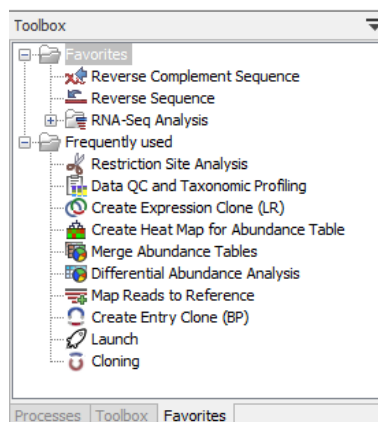 Toolbox
Favorites
Reverse Complement Sequence
Reverse Sequence
RNA-Seq Analysis
Frequently used
Restriction Site Analysis
Data QC and Taxonomic Profiling
Create Expression Clone (LR)
Create Heat Map for Abundance Table
Merge Abundance Tables
Differential Abundance Analysis
Map Reads to Reference
Create Entry Clone (BP)
Launch
Cloning
Processes Toolbox Favorites